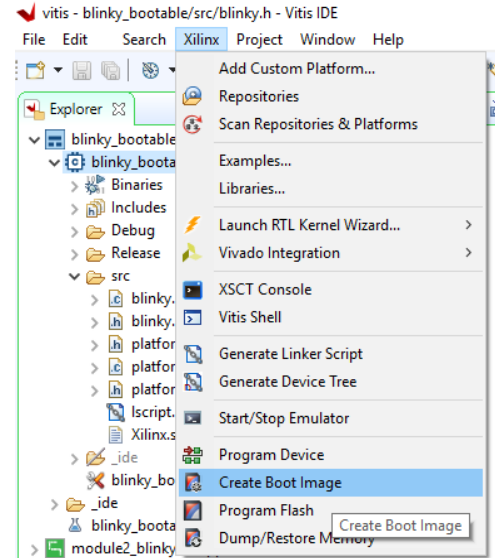 vitis - blinky_bootable/src/blinky.h - Vitis IDE
File Edit Search Xilinx Project Window Help
Explorer
Add Custom Platform...
Repositories
Scan Repositories & Platforms
Examples...
Libraries...
Launch RTL Kernel Wizard...
Vivado Integration
XSCT Console
Vitis Shell
Generate Linker Script
Generate Device Tree
Start/Stop Emulator
Program Device
Create Boot Image
Program Flash
Create Boot Image
Dump/Restore Memory
blinky_bootable
blinky_boota
Binaries
Includes
Debug
Release
src
.c blinky.
.h blinky.
.h platfor
.c platfor
.h platfor
lscript.
Xilinx.s
_ide
blinky_bo
_ide
blinky_boota
module2_blinky